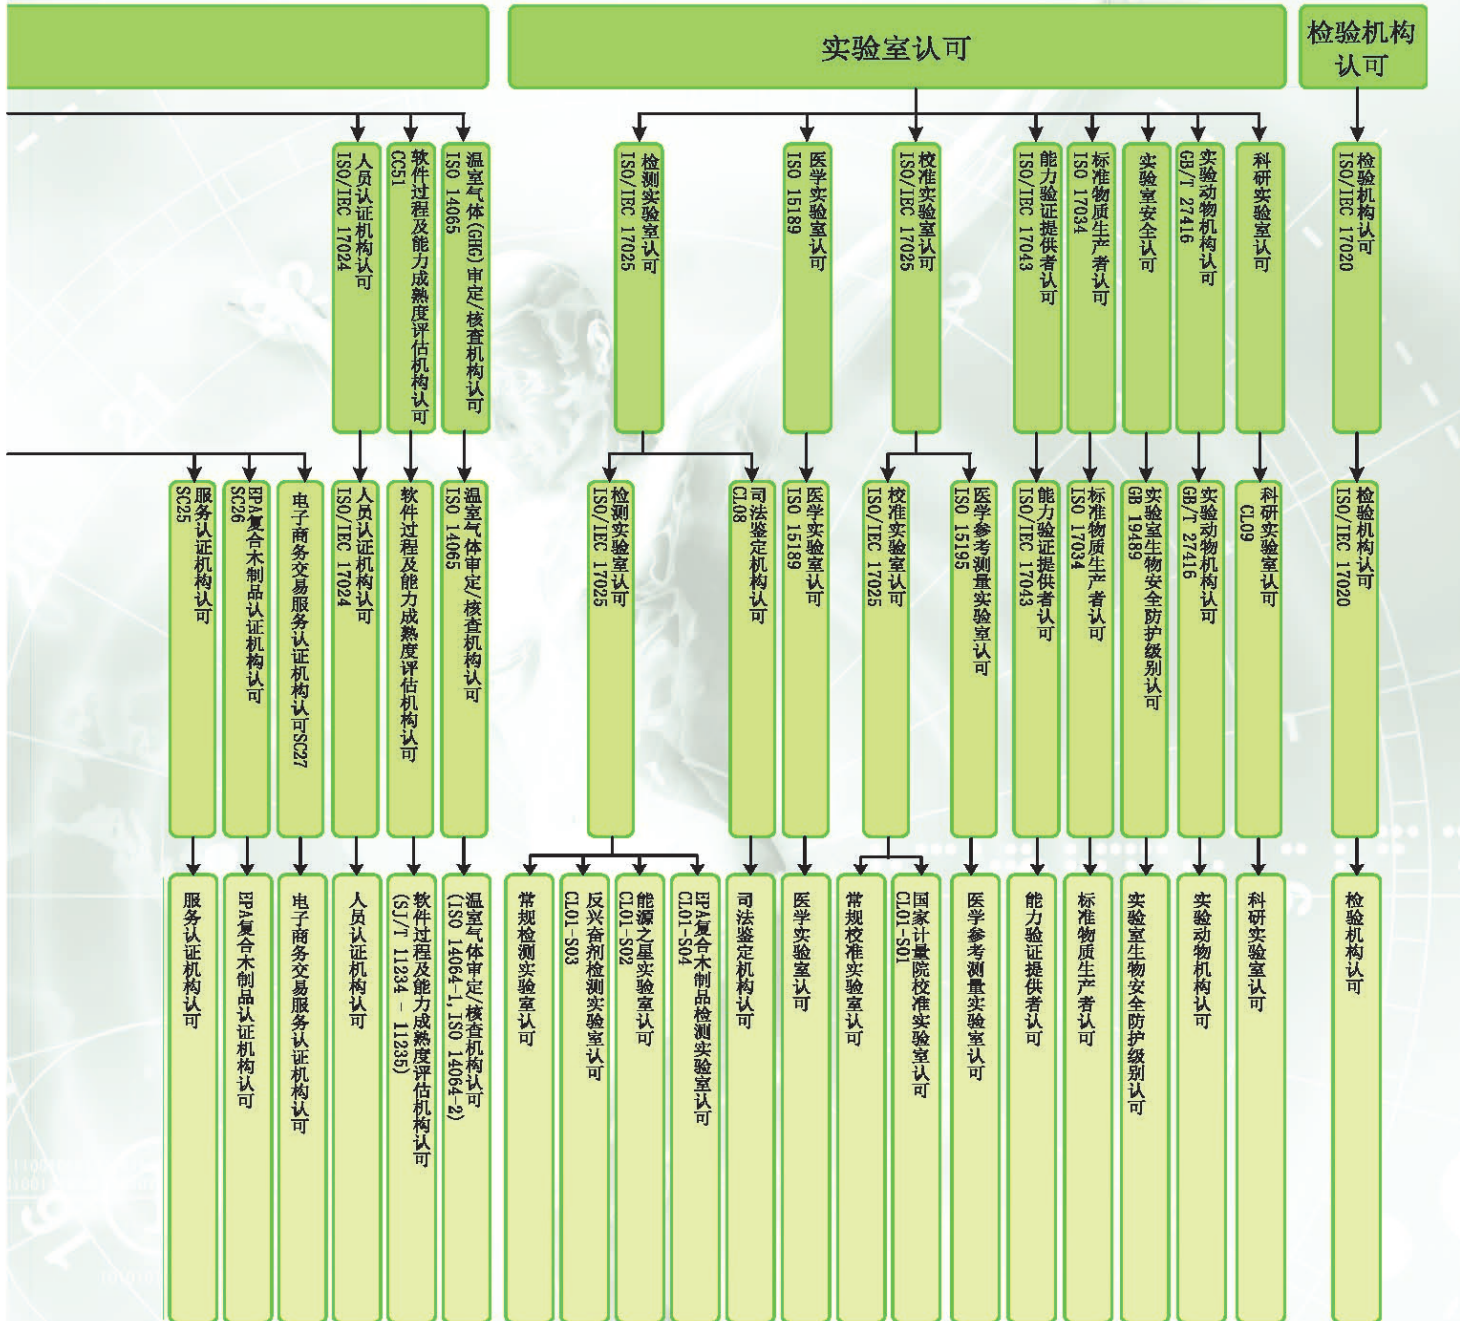 实验室认可
检验机构
认可
人员认证机构认可
ISO/IEC 17024
软件过程及能力成熟度评估机构认可
CC51
温室气体(GHG)审定/核查机构认可
ISO 14065
检测实验室认可
ISO/IEC 17025
医学实验室认可
ISO 15189
校准实验室认可
ISO/IEC 17025
能力验证提供者认可
ISO/IEC 17043
标准物质生产者认可
ISO 17034
实验室安全认可
实验动物机构认可
GB/T 27416
科研实验室认可
检验机构认可
ISO/IEC 17020
服务认证机构认可
SC25
EPA复合木制品认证机构认可
SC26
电子商务交易服务认证机构认可SC27
人员认证机构认可
ISO/IEC 17024
软件过程及能力成熟度评估机构认可
温室气体审定/核查机构认可
ISO 14065
检测实验室认可
ISO/IEC 17025
司法鉴定机构认可
CL08
医学实验室认可
ISO 15189
校准实验室认可
ISO/IEC 17025
医学参考测量实验室认可
ISO 15195
能力验证提供者认可
ISO/IEC 17043
标准物质生产者认可
ISO 17034
实验室生物安全防护级别认可
GB 19489
实验动物机构认可
GB/T 27416
科研实验室认可
CL09
检验机构认可
ISO/IEC 17020
服务认证机构认可
EPA复合木制品认证机构认可
电子商务交易服务认证机构认可
人员认证机构认可
软件过程及能力成熟度评估机构认可
(SJ/T 11234 - 11235)
温室气体审定/核查机构认可
(ISO 14064-1, ISO 14064-2)
常规检测实验室认可
反兴奋剂检测实验室认可
CL01-S03
能源之星实验室认可
CL01-S02
EPA复合木制品检测实验室认可
CL01-S04
司法鉴定机构认可
医学实验室认可
常规校准实验室认可
国家计量院校准实验室认可
CL01-S01
医学参考测量实验室认可
能力验证提供者认可
标准物质生产者认可
实验室生物安全防护级别认可
实验动物机构认可
科研实验室认可
检验机构认可